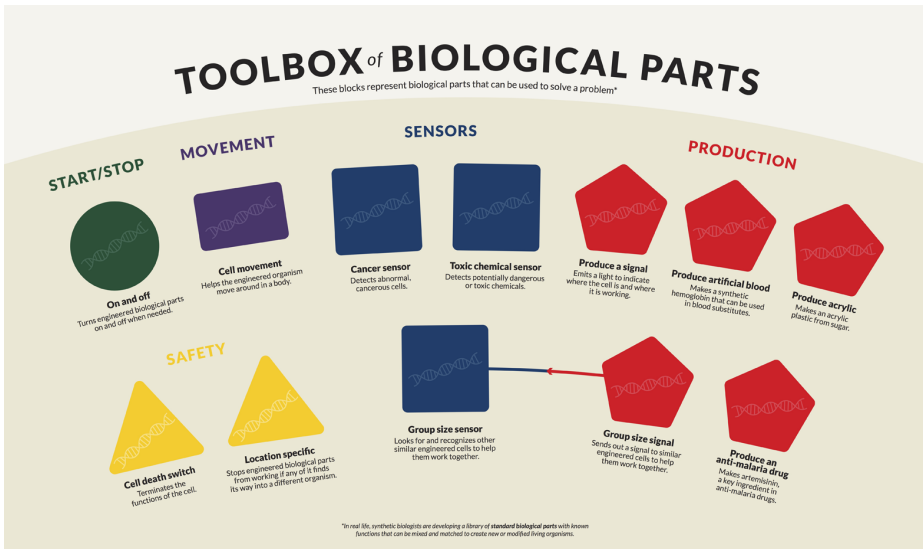 TOOLBOX of BIOLOGICAL PARTS
These blocks represent biological parts that can be used to solve a problem*
START/STOP
MOVEMENT
SENSORS
PRODUCTION
On and off
Turns engineered biological parts
on and off when needed.
Cell movement
Helps the engineered organism
move around in a body.
Cancer sensor
Detects abnormal,
cancerous cells.
Toxic chemical sensor
Detects potentially dangerous
or toxic chemicals.
Produce a signal
Emits a light to indicate
where the cell is and where
it is working.
Produce artificial blood
Makes a synthetic
hemoglobin that can be used
in blood substitutes.
Produce acrylic
Makes an acrylic
plastic from sugar.
SAFETY
Cell death switch
Terminates the
functions of the cell.
Location specific
Stops engineered biological parts
from working if any of it finds
its way into a different organism.
Group size sensor
Looks for and recognizes other
similar engineered cells to help
them work together.
Group size signal
Sends out a signal to similar
engineered cells to help
them work together.
Produce an
anti-malaria drug
Makes artemisinin,
a key ingredient in
anti-malaria drugs.
*In real life, synthetic biologists are developing a library of standard biological parts with known
functions that can be mixed and matched to create new or modified living organisms.